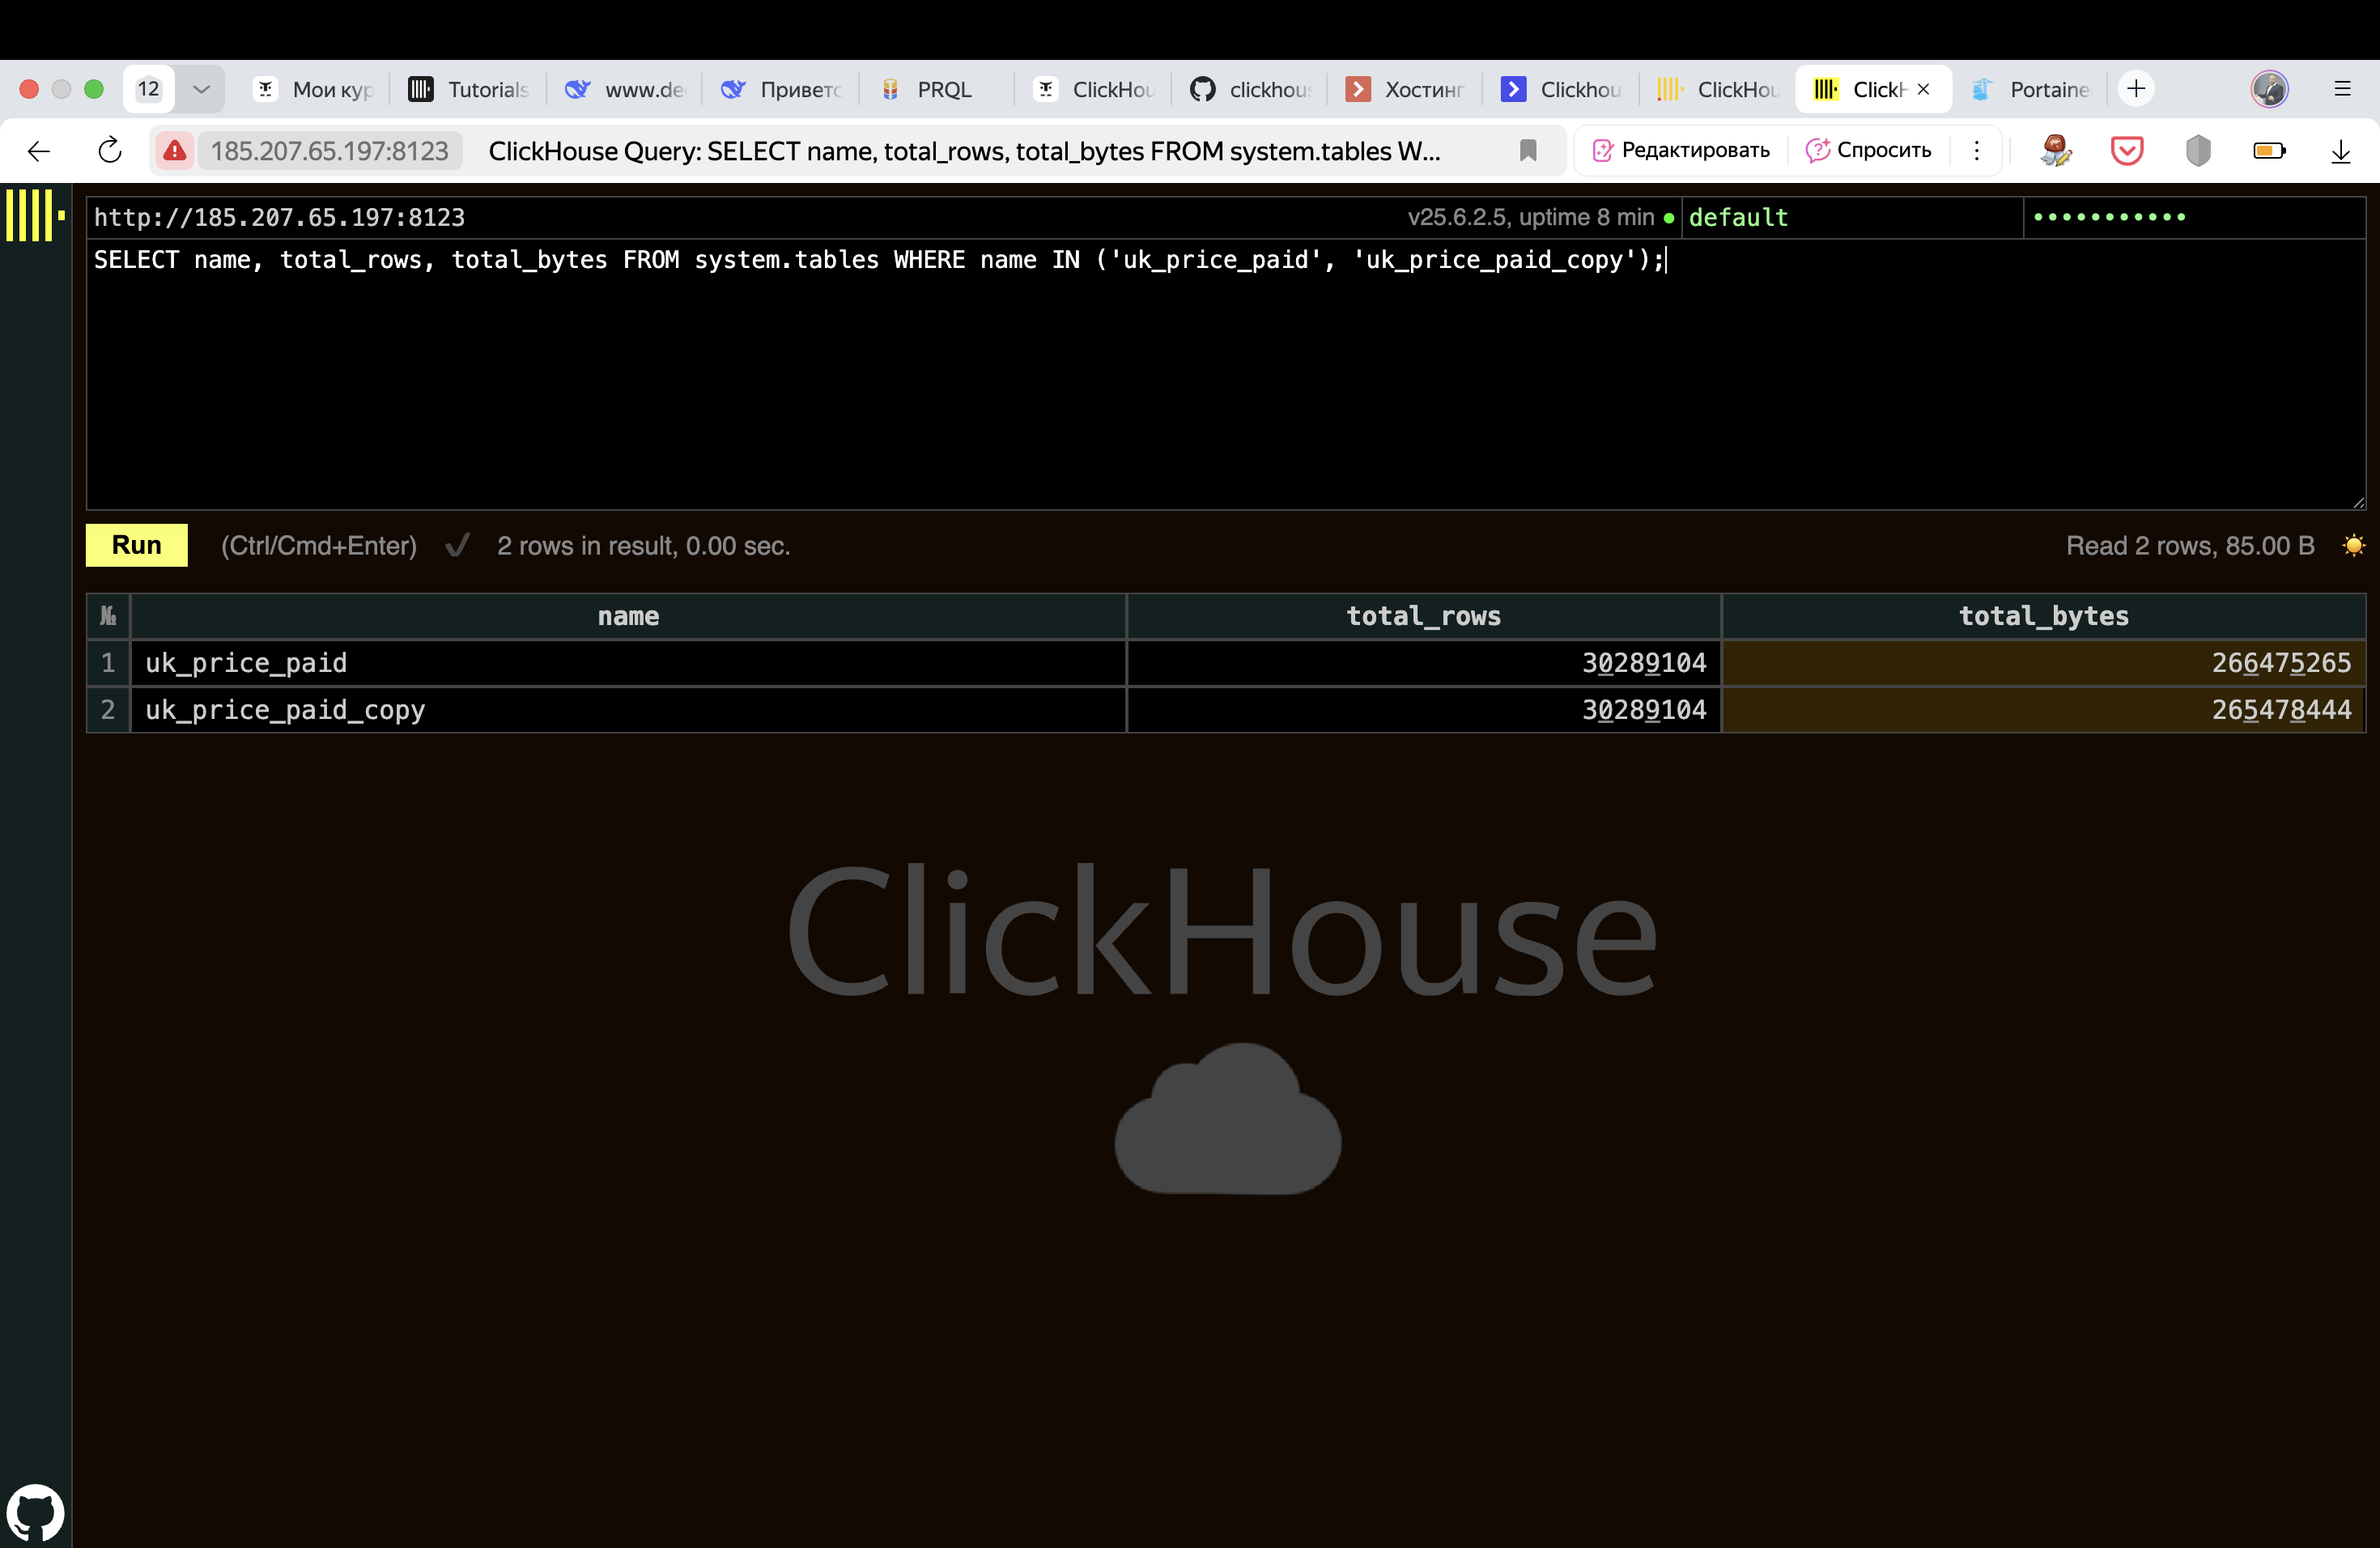 12 Мои кур Tutorials www.de Приветс PRQL ClickHou clickhous Хостинг Clickhou ClickHou ClickH Portaine
185.207.65.197:8123 ClickHouse Query: SELECT name, total_rows, total_bytes FROM system.tables W... Редактировать Спросить
http://185.207.65.197:8123 v25.6.2.5, uptime 8 min default •••••••••••
SELECT name, total_rows, total_bytes FROM system.tables WHERE name IN ('uk_price_paid', 'uk_price_paid_copy');
Run (Ctrl/Cmd+Enter) ✔ 2 rows in result, 0.00 sec. Read 2 rows, 85.00 B
№ name total_rows total_bytes
1 uk_price_paid 30289104 266475265
2 uk_price_paid_copy 30289104 265478444
ClickHouse